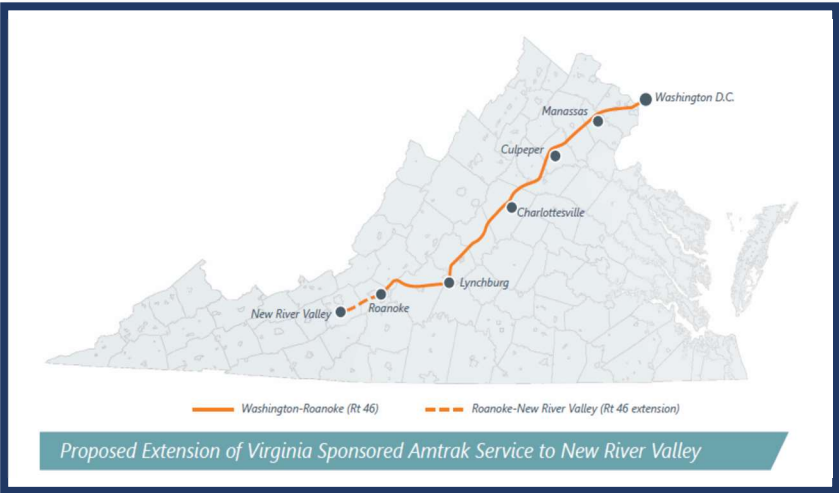 Washington D.C.
Manassas
Culpeper
Charlottesville
Lynchburg
Roanoke
New River Valley
Washington-Roanoke (Rt 46)
Roanoke-New River Valley (Rt 46 extension)
Proposed Extension of Virginia Sponsored Amtrak Service to New River Valley